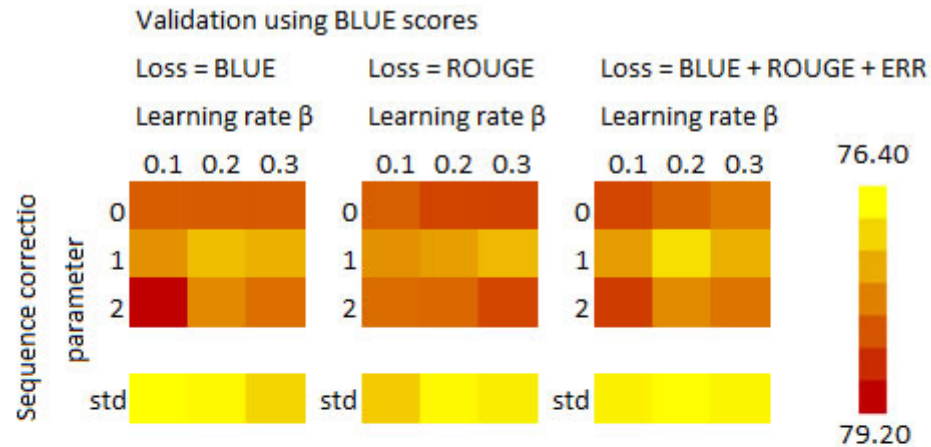 Validation using BLUE scores
Loss = BLUE
Loss = ROUGE
Loss = BLUE + ROUGE + ERR
Learning rate β
Learning rate β
Learning rate β
0.1 0.2 0.3
0.1 0.2 0.3
0.1 0.2 0.3
76.40
Sequence correctio
parameter
0
1
2
std
0
1
2
std
0
1
2
std
79.20